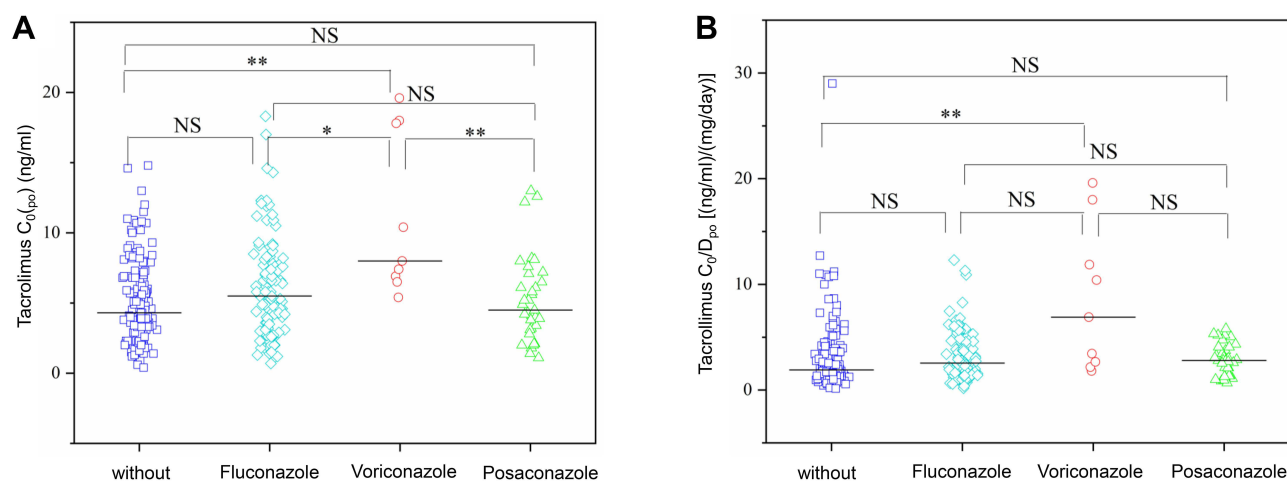 A
Tacrolimus C0(po) (ng/ml)
20
10
0
NS
**
NS
NS
*
**
without
Fluconazole
Voriconazole
Posaconazole
B
Tacrollimus C0/Dpo [(ng/ml)/(mg/day)]
30
20
10
0
NS
**
NS
NS
NS
NS
without
Fluconazole
Voriconazole
Posaconazole